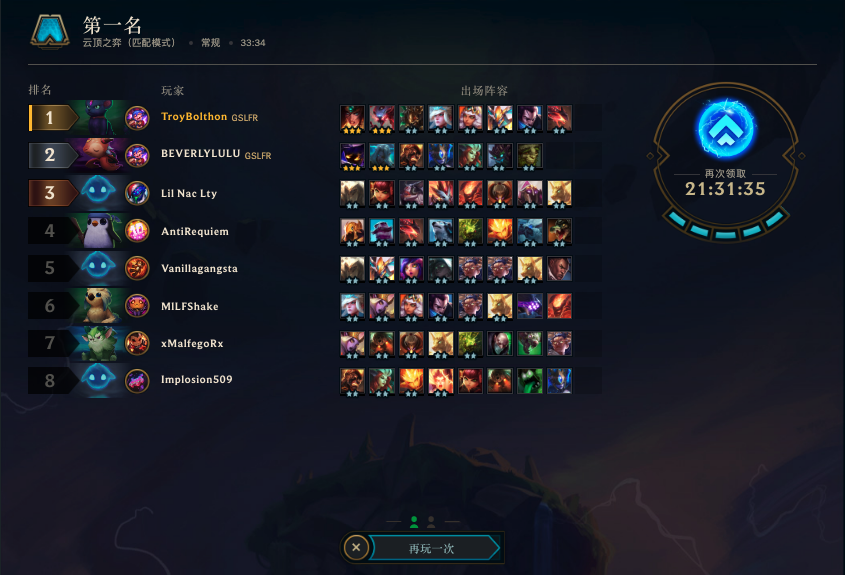 第一名
云顶之弈（匹配模式） • 常规 • 33:34
排名 玩家 出场阵容
1 TroyBolthon GSLFR
2 BEVERLYLULU GSLFR
3 Lil Nac Lty
4 AntiRequiem
5 Vanillagangsta
6 MILFShake
7 xMalfegoRx
8 Implosion509
再次领取
21:31:35
再玩一次